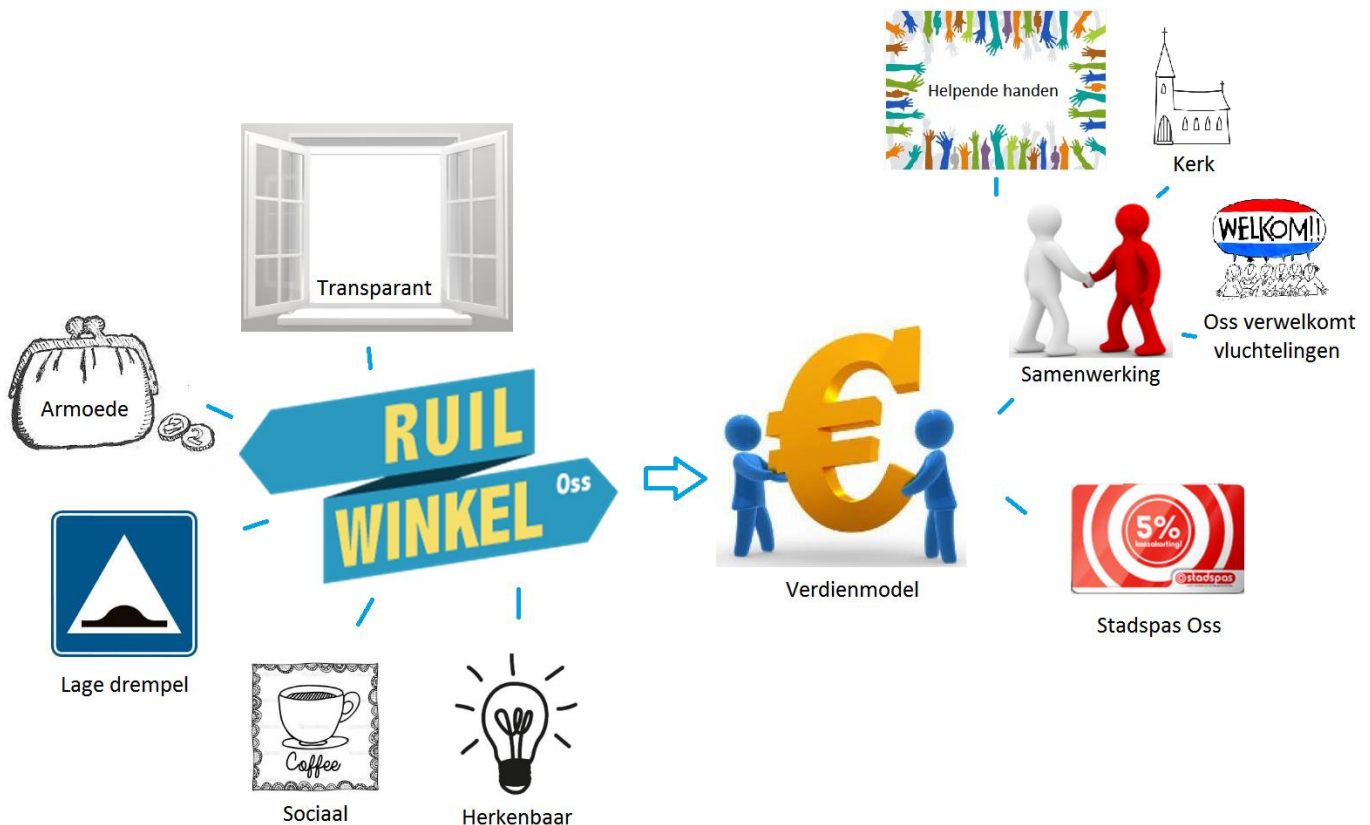 Helpende handen
Kerk
WELKOM!!
Transparant
Oss verwelkomt
vluchtelingen
Samenwerking
Armoede
RUIL
WINKEL Oss
5%
kassakorting!
stadspas
Verdienmodel
Stadspas Oss
Lage drempel
Coffee
Sociaal
Herkenbaar